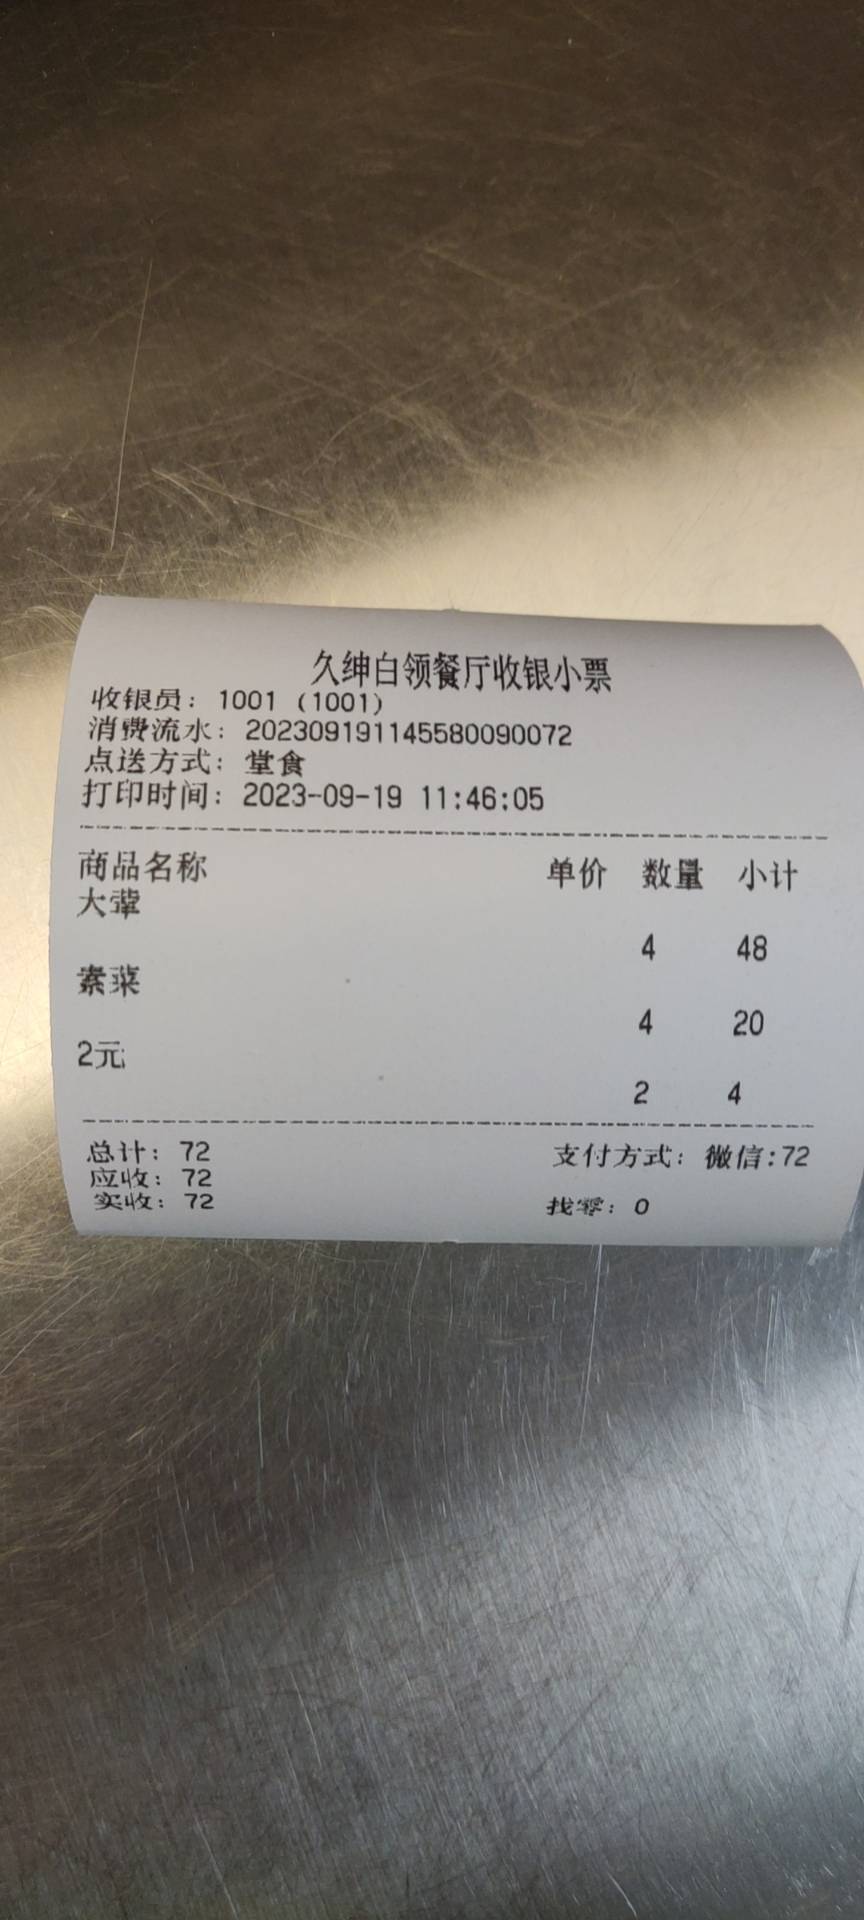 久绅白领餐厅收银小票
收银员：1001 (1001)
消费流水：202309191145580090072
点送方式：堂食
打印时间：2023-09-19 11:46:05
商品名称 单价 数量 小计
大荤
4 48
素菜
4 20
2元
2 4
总计：72 支付方式：微信:72
应收：72
实收：72 找零：0